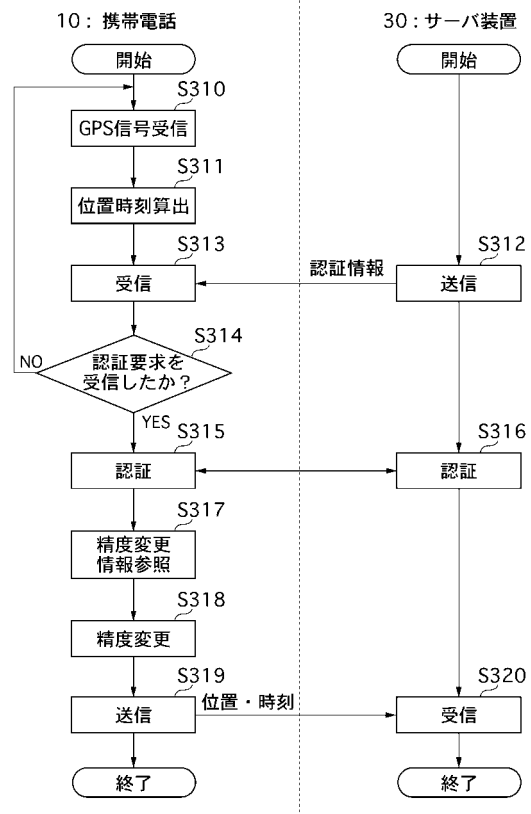 10：携帯電話
30：サーバ装置
開始
開始
S310
GPS信号受信
S311
位置時刻算出
S313
S312
受信
認証情報
送信
S314
NO
認証要求を
受信したか？
YES
S315
S316
認証
認証
S317
精度変更
情報参照
S318
精度変更
S319
S320
送信
位置・時刻
受信
終了
終了